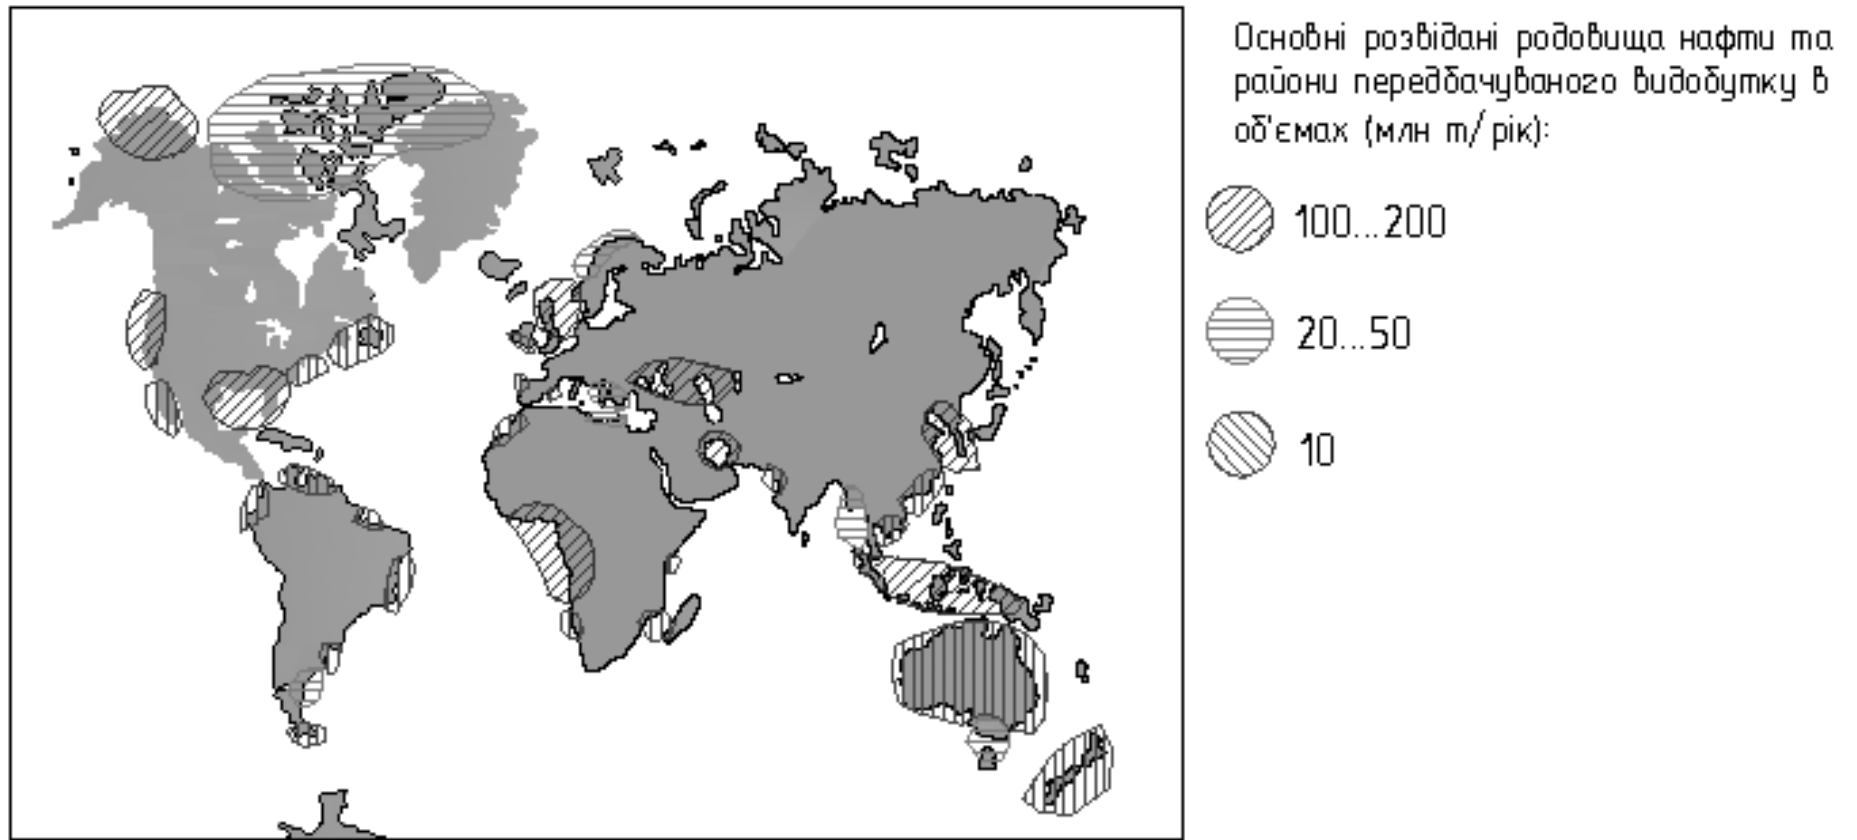 Основні розвідані родовища нафти та
райони передбачуваного видобутку в
об'ємах (млн т/рік):
100...200
20...50
10